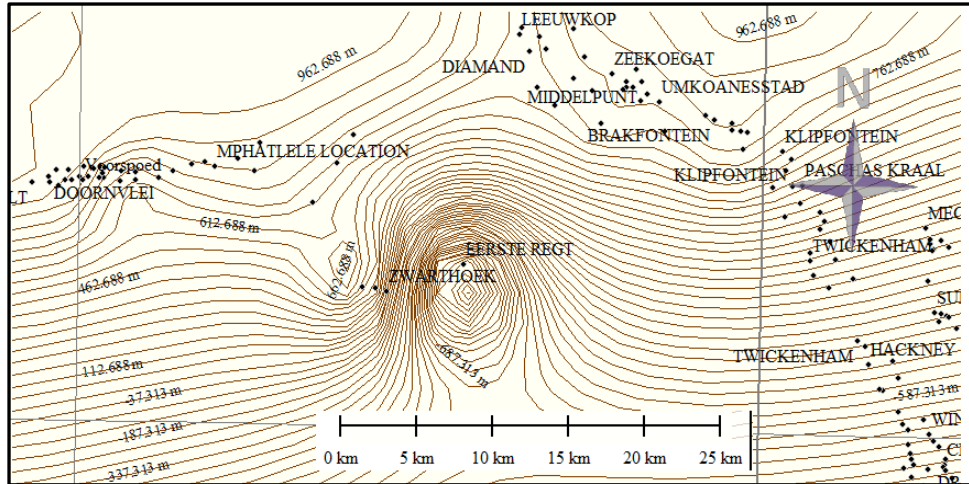 LEEUWKOP
962.688 m
962.688 m
762.688 m
DIAMAND
ZEEKOEGAT
UMKOANESSTAD
MIDDELPUNT
N
BRAKFONTEIN
KLIPFONTEIN
MPHATLELE LOCATION
Voorspoed
DOORNVLEI
LT
KLIPFONTEIN
PASCHAS KRAAL
612.688 m
TWICKENHAM
EERSTE REGT
ZWARTHOEK
662.688 m
462.688 m
112.688 m
-687.313 m
TWICKENHAM
HACKNEY
-37.313 m
-587.313 m
-187.313 m
-337.313 m
0 km 5 km 10 km 15 km 20 km 25 km
WIN